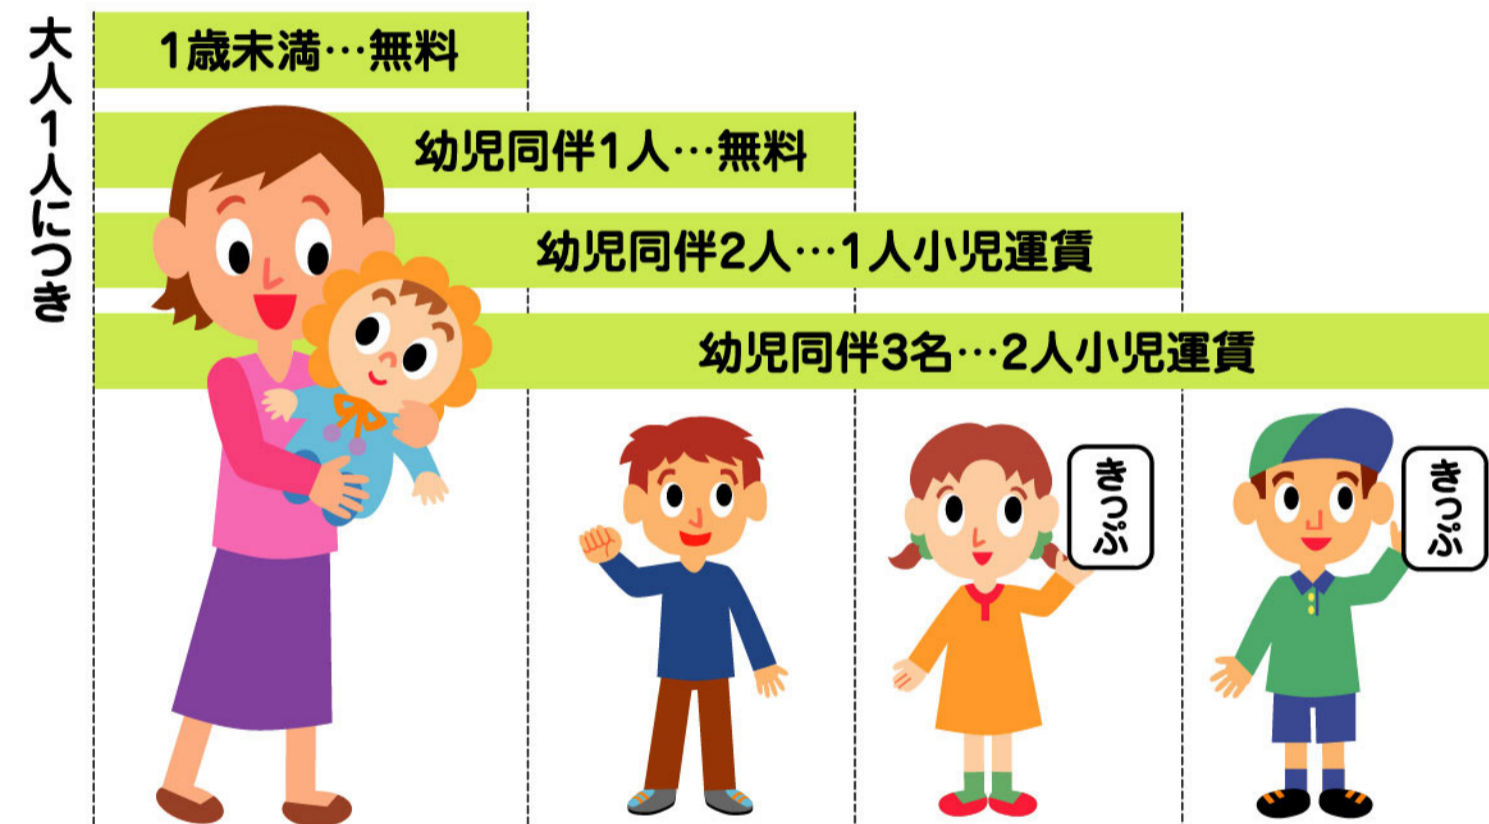 大人1人につき
1歳未満…無料
幼児同伴1人…無料
幼児同伴2人…1人小児運賃
幼児同伴3名…2人小児運賃
きっぷ
きっぷ